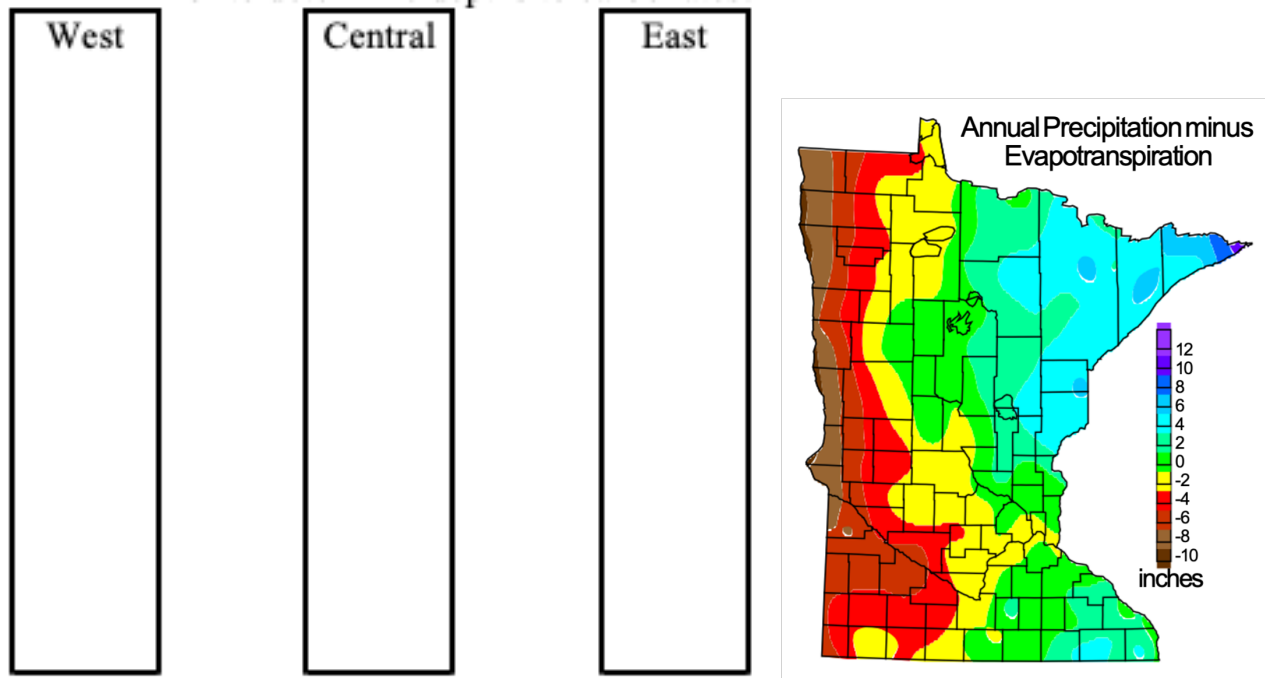 West
Central
East
Annual Precipitation minus
Evapotranspiration
12
10
8
6
4
2
0
-2
-4
-6
-8
-10
inches